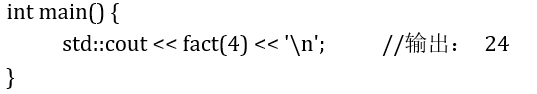 int main() {
std::cout << fact(4) << '\n'; //输出： 24
}